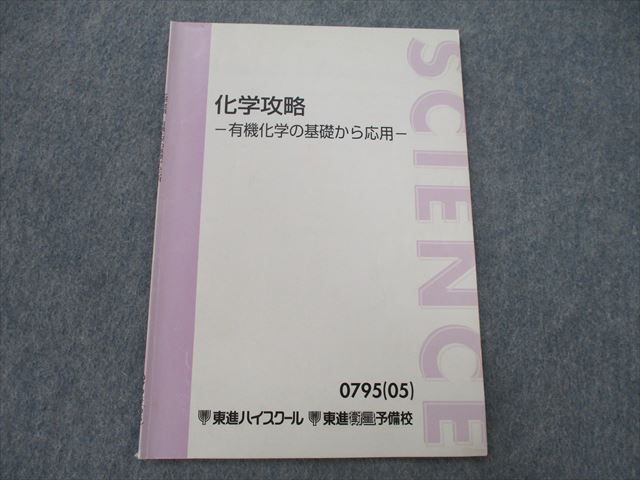 化学攻略
－有機化学の基礎から応用－
SCIENCE
0795(05)
東進ハイスクール 東進衛星予備校